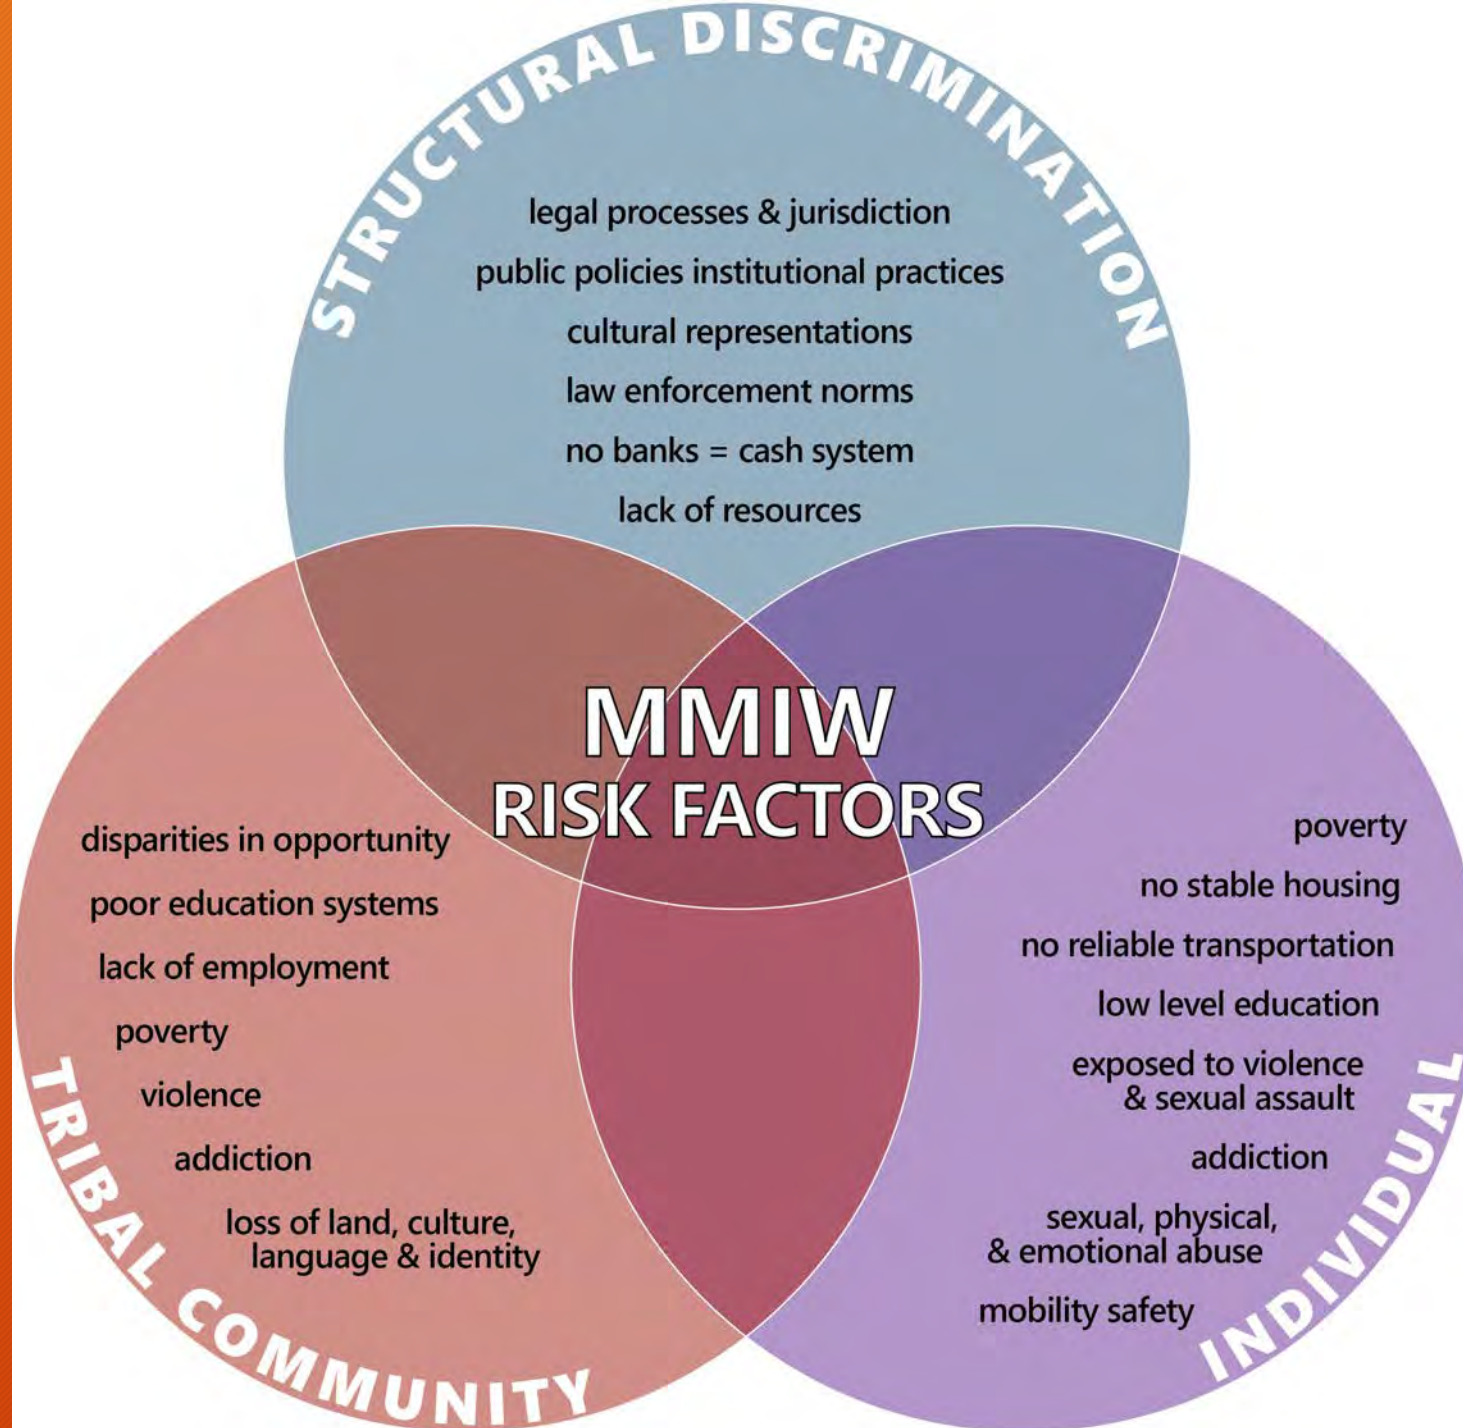 STRUCTURAL DISCRIMINATION
legal processes & jurisdiction
public policies institutional practices
cultural representations
law enforcement norms
no banks = cash system
lack of resources
MMIW
RISK FACTORS
disparities in opportunity
poor education systems
lack of employment
poverty
violence
addiction
loss of land, culture,
language & identity
TRIBAL COMMUNITY
poverty
no stable housing
no reliable transportation
low level education
exposed to violence
& sexual assault
addiction
sexual, physical,
& emotional abuse
mobility safety
INDIVIDUAL